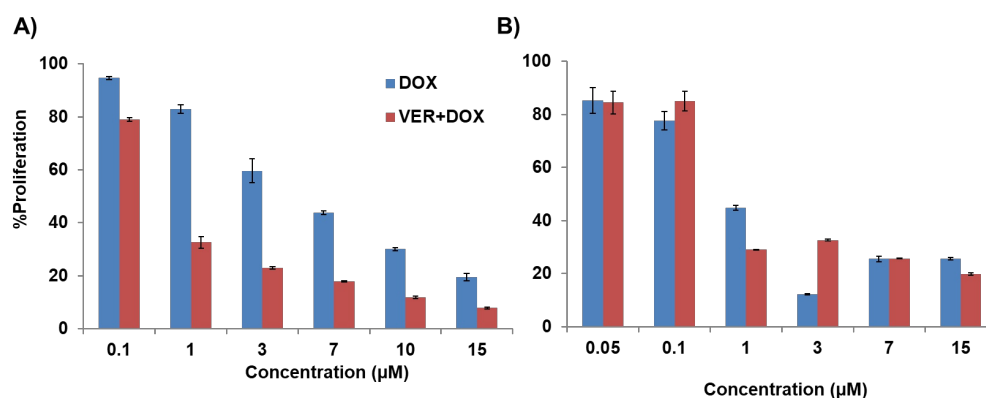 A)
100
80
60
40
20
0
%Proliferation
DOX
VER+DOX
0.1 1 3 7 10 15
Concentration (µM)
B)
100
80
60
40
20
0
0.05 0.1 1 3 7 15
Concentration (µM)